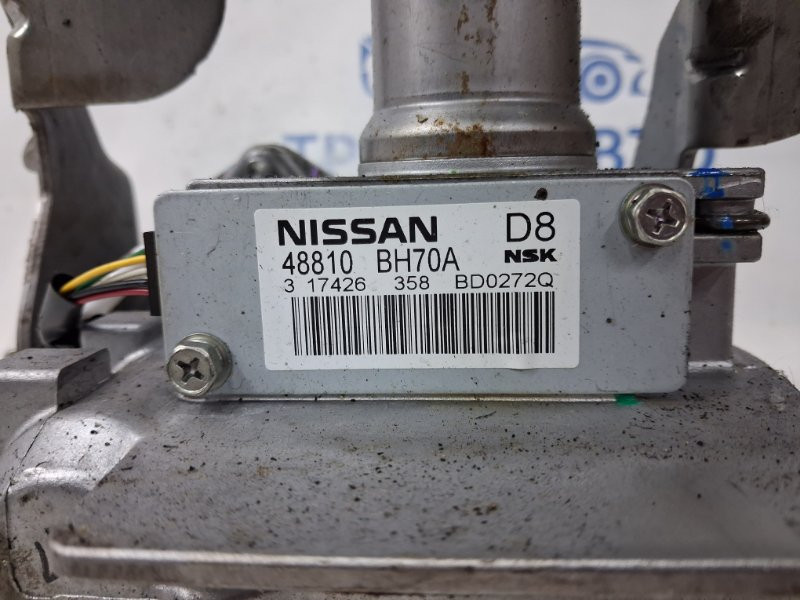 NISSAN D8
48810 BH70A NSK
3 17426 358 BD0272Q